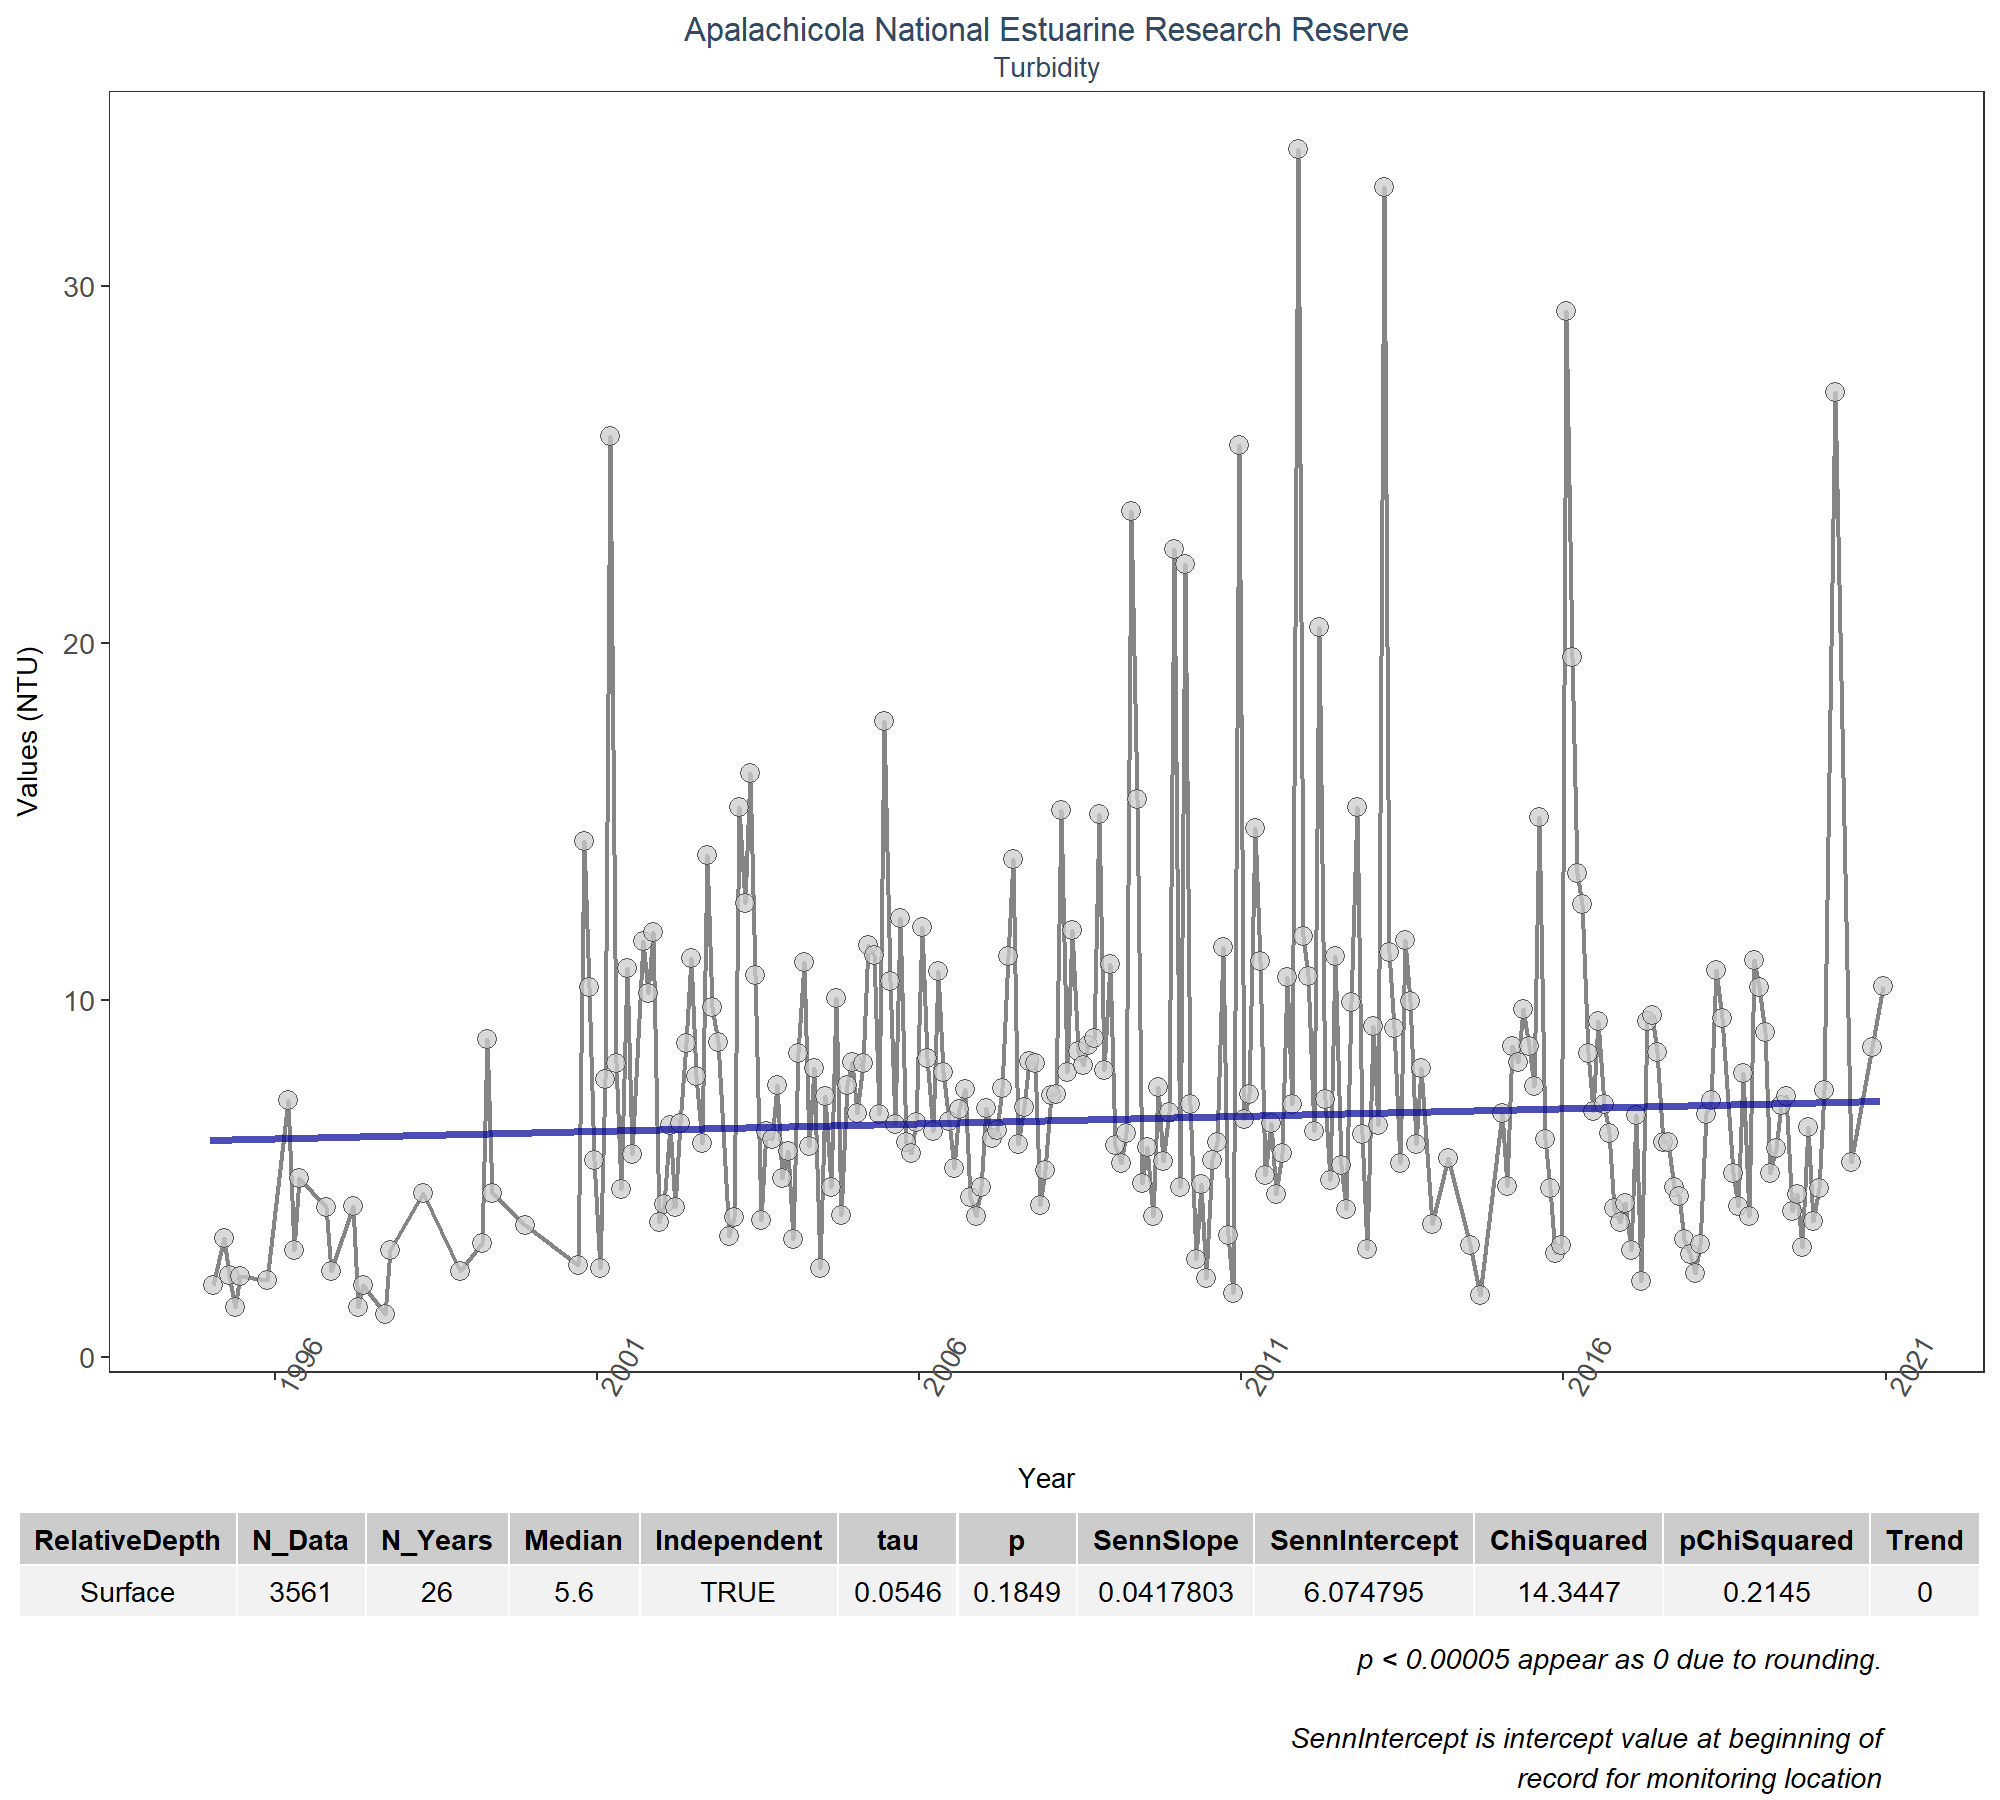 Apalachicola National Estuarine Research Reserve
Turbidity
Values (NTU)
30
20
10
0
1996 2001 2006 2011 2016 2021
Year
RelativeDepth N_Data N_Years Median Independent tau p SennSlope SennIntercept ChiSquared pChiSquared Trend
Surface 3561 26 5.6 TRUE 0.0546 0.1849 0.0417803 6.074795 14.3447 0.2145 0
p < 0.00005 appear as 0 due to rounding.
SennIntercept is intercept value at beginning of
record for monitoring location